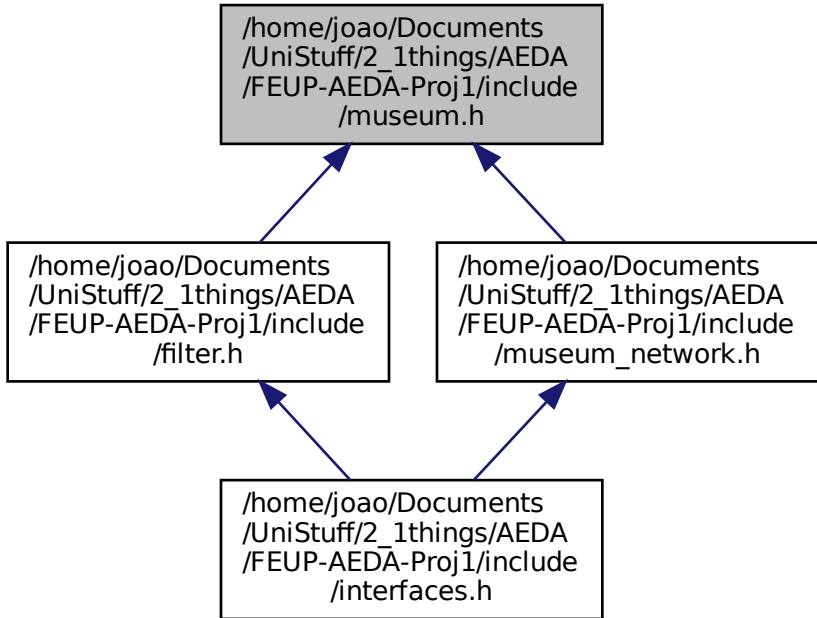 /home/joao/Documents
/UniStuff/2_1things/AEDA
/FEUP-AEDA-Proj1/include
/museum.h
/home/joao/Documents
/UniStuff/2_1things/AEDA
/FEUP-AEDA-Proj1/include
/filter.h
/home/joao/Documents
/UniStuff/2_1things/AEDA
/FEUP-AEDA-Proj1/include
/museum_network.h
/home/joao/Documents
/UniStuff/2_1things/AEDA
/FEUP-AEDA-Proj1/include
/interfaces.h